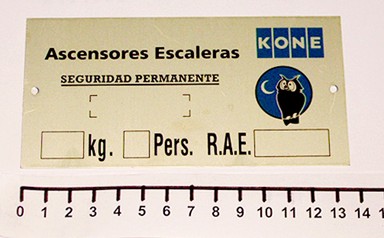 KONE
Ascensores Escaleras
SEGURIDAD PERMANENTE
kg. Pers. R.A.E.
0 1 2 3 4 5 6 7 8 9 10 11 12 13 14